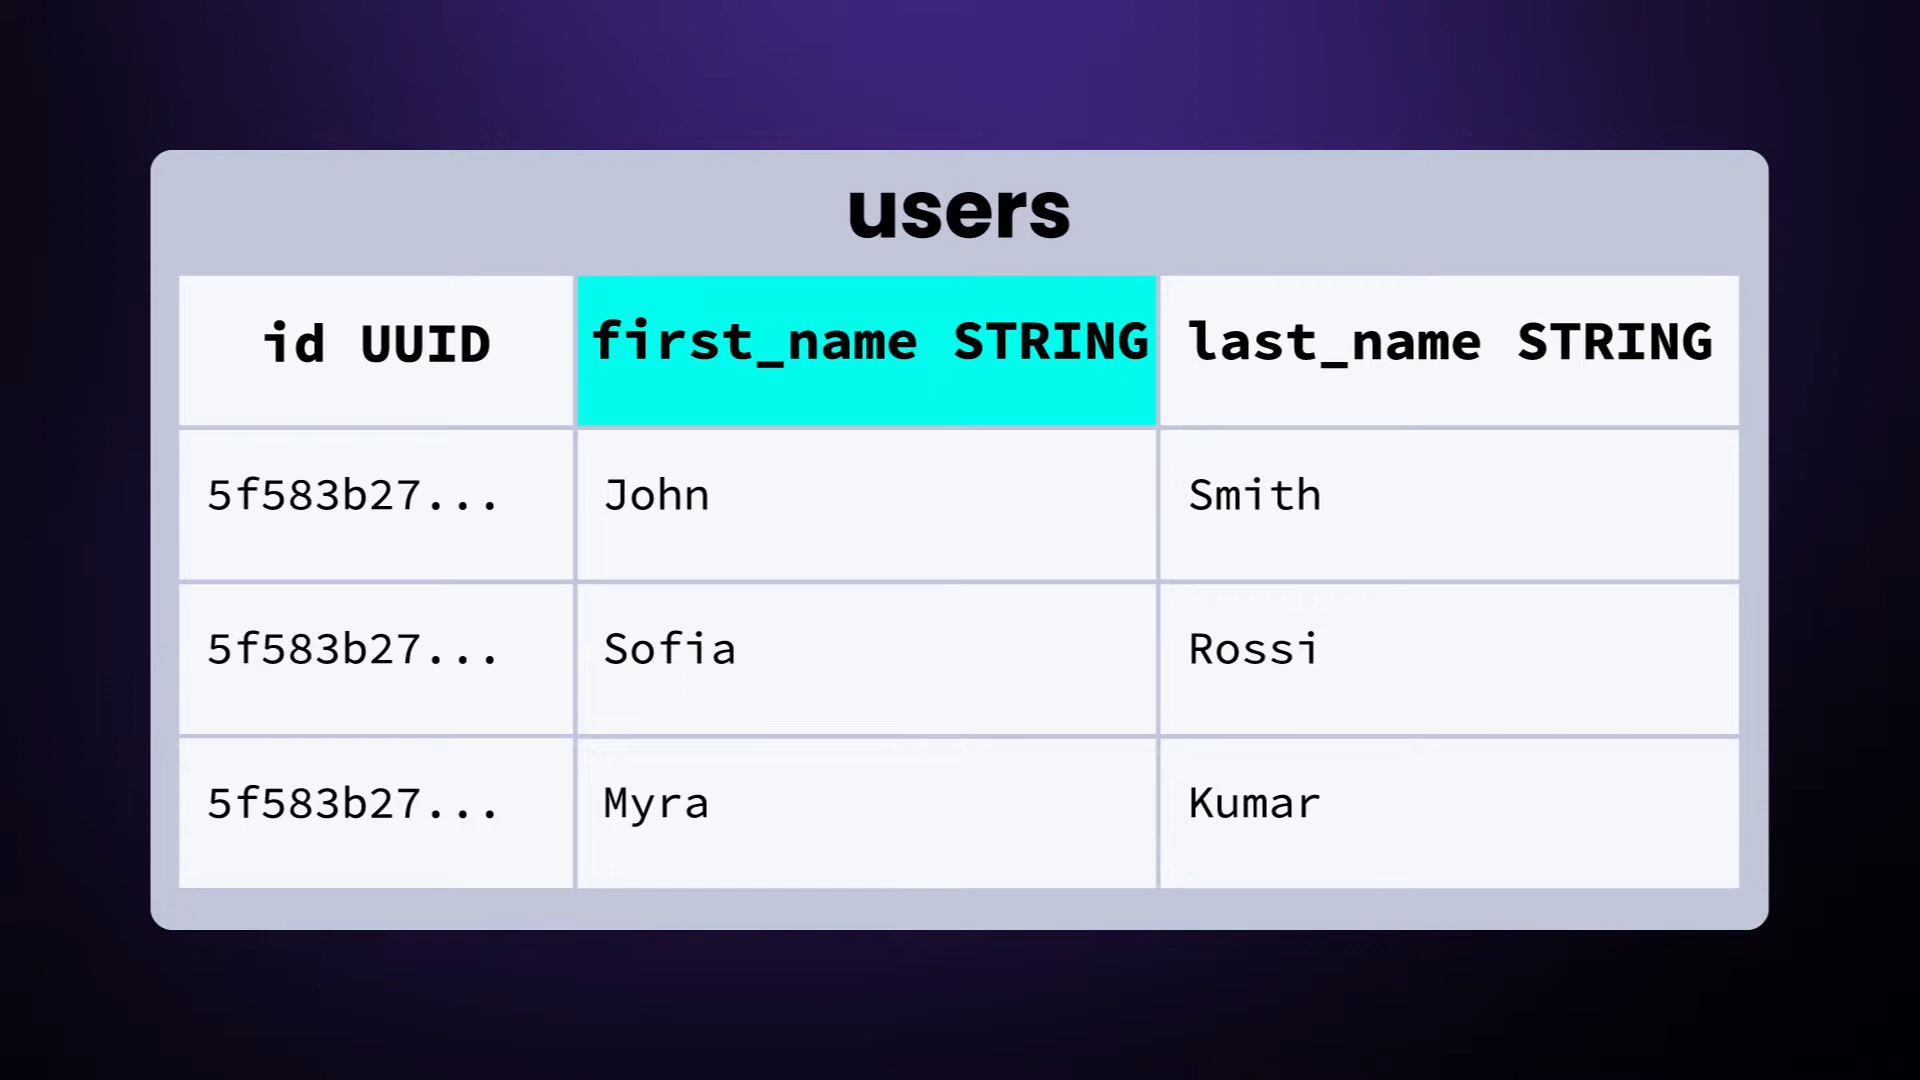 users
id UUID first_name STRING last_name STRING
5f583b27... John Smith
5f583b27... Sofia Rossi
5f583b27... Myra Kumar